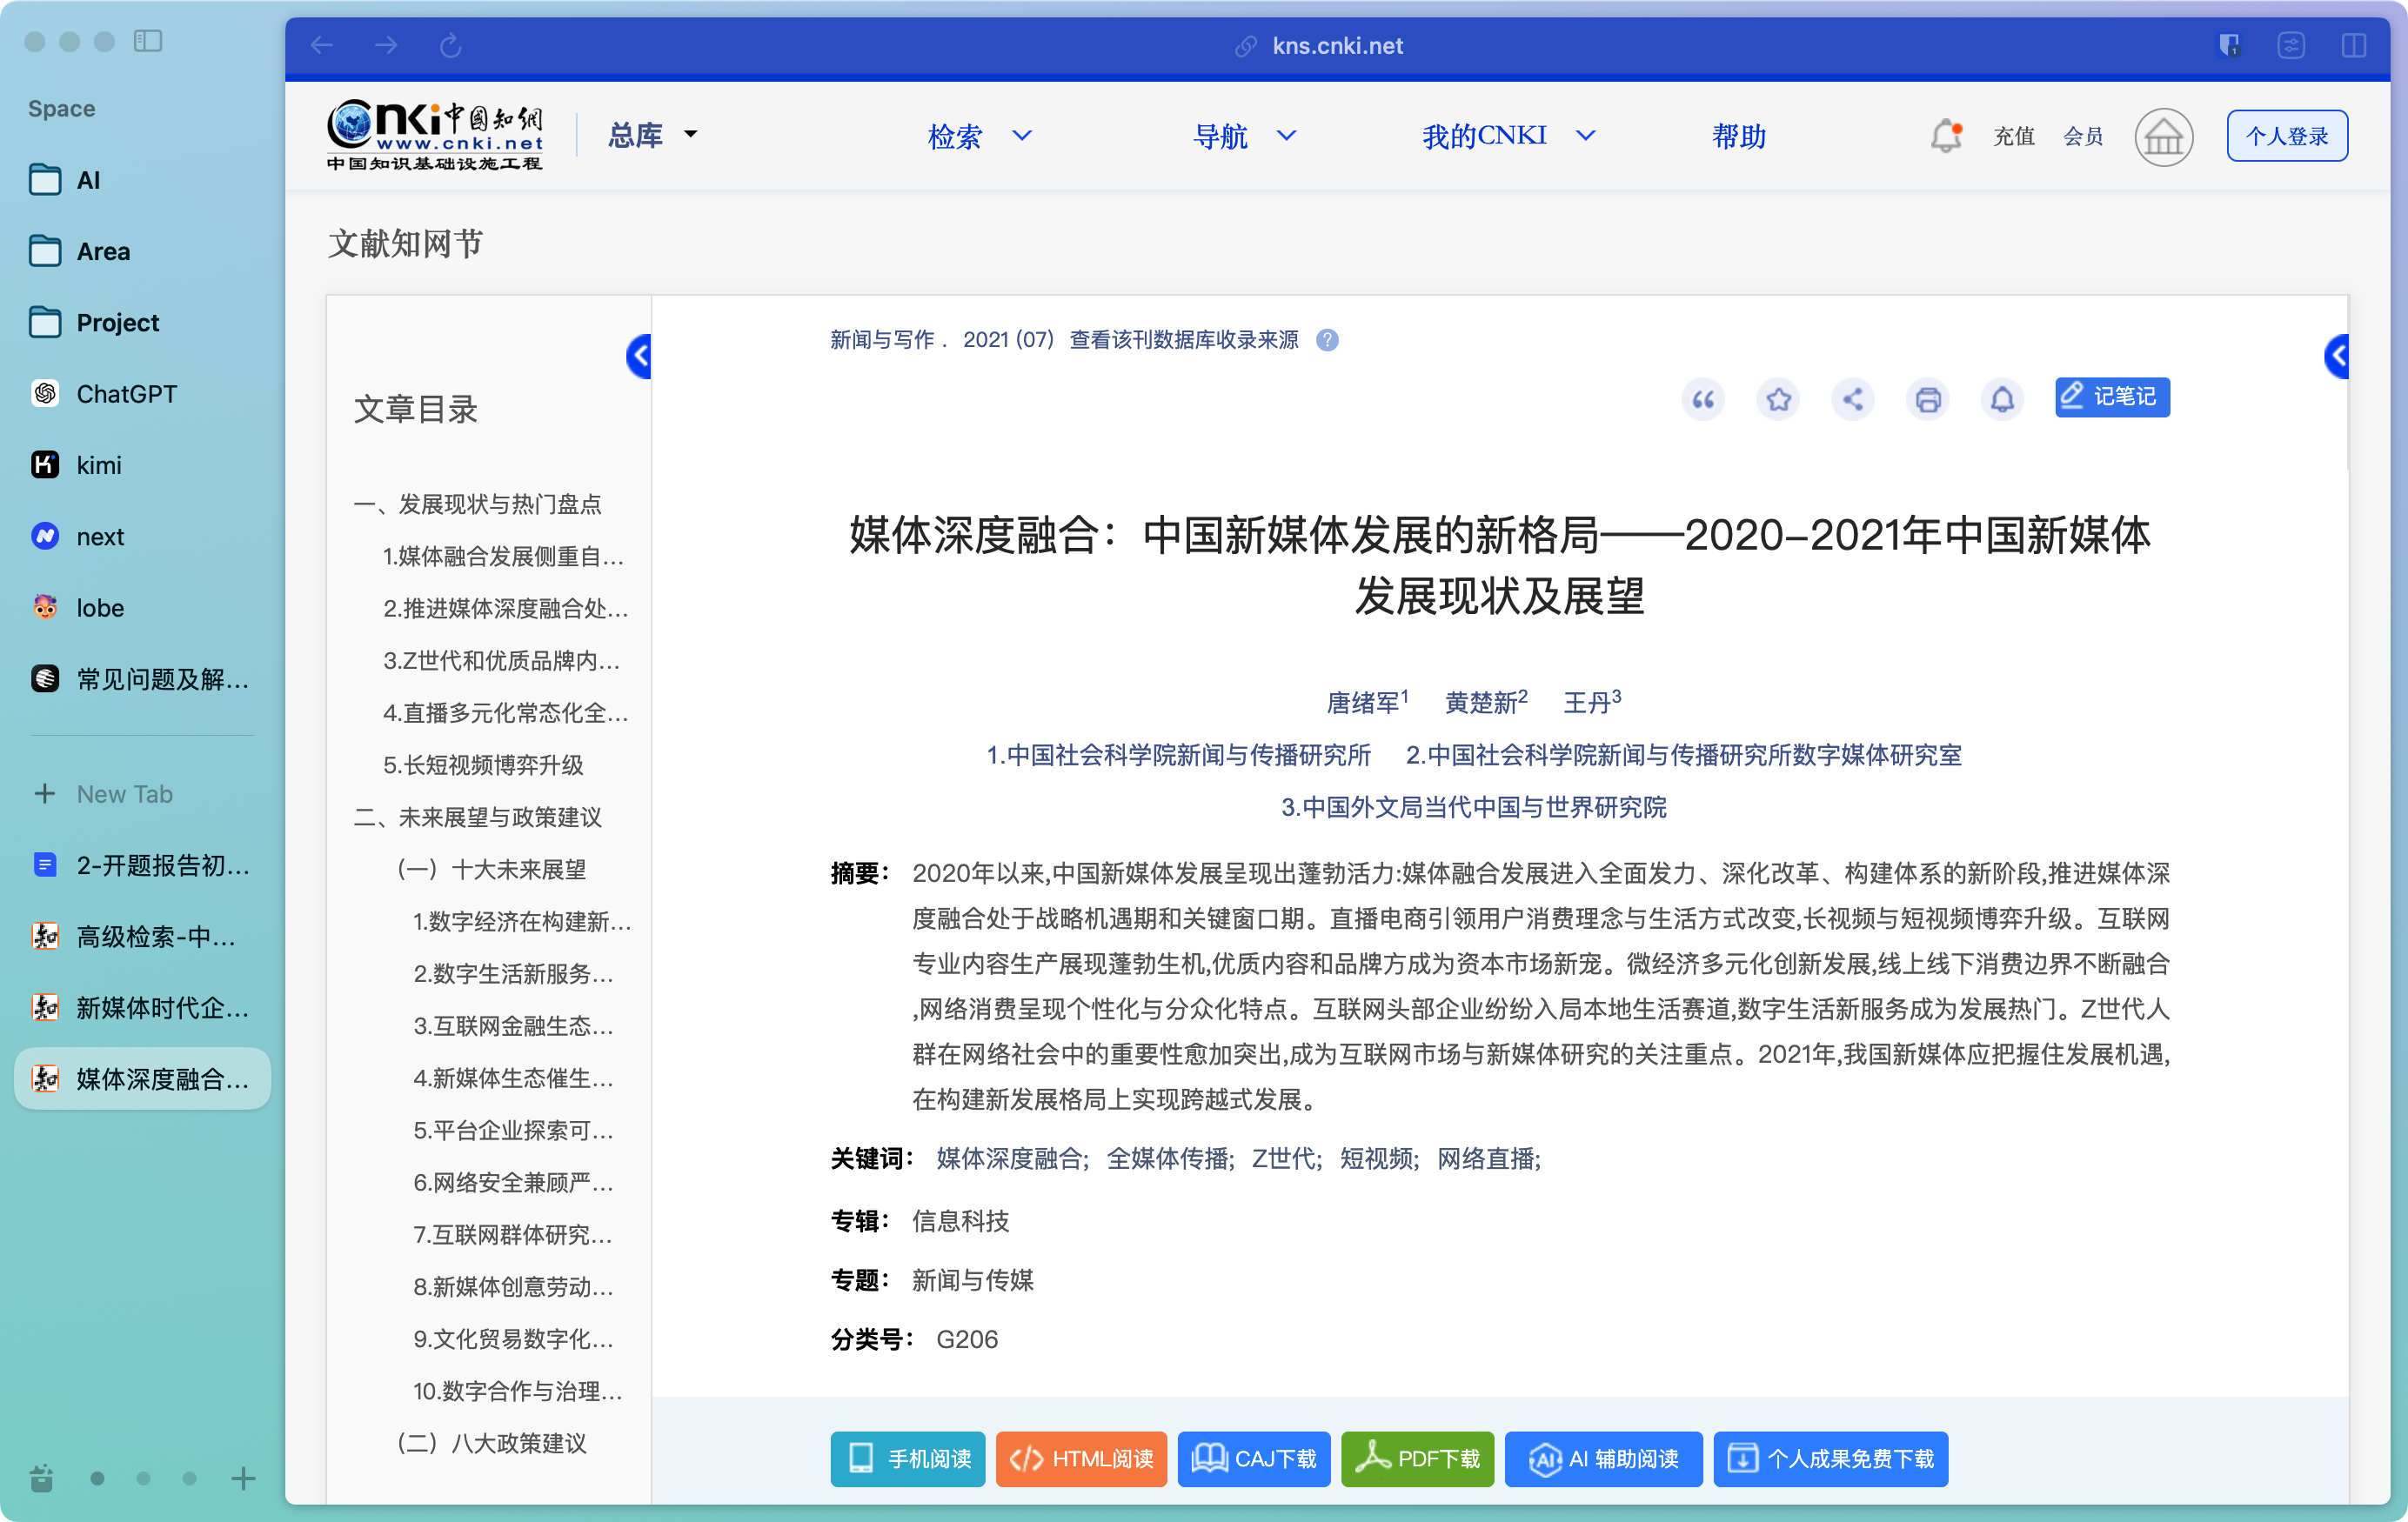 Space
AI
Area
Project
ChatGPT
kimi
next
lobe
常见问题及解...
New Tab
2-开题报告初...
高级检索-中...
新媒体时代企...
媒体深度融合...
kns.cnki.net
cnki中国知網
www.cnki.net
中国知识基础设施工程
总库
检索
导航
我的CNKI
帮助
充值
会员
个人登录
文献知网节
文章目录
一、发展现状与热门盘点
1.媒体融合发展侧重自...
2.推进媒体深度融合处...
3.Z世代和优质品牌内...
4.直播多元化常态化全...
5.长短视频博弈升级
二、未来展望与政策建议
（一）十大未来展望
1.数字经济在构建新...
2.数字生活新服务...
3.互联网金融生态...
4.新媒体生态催生...
5.平台企业探索可...
6.网络安全兼顾严...
7.互联网群体研究...
8.新媒体创意劳动...
9.文化贸易数字化...
10.数字合作与治理...
（二）八大政策建议
新闻与写作 . 2021 (07) 查看该刊数据库收录来源 ?
记笔记
媒体深度融合：中国新媒体发展的新格局——2020-2021年中国新媒体
发展现状及展望
唐绪军1 黄楚新2 王丹3
1.中国社会科学院新闻与传播研究所 2.中国社会科学院新闻与传播研究所数字媒体研究室
3.中国外文局当代中国与世界研究院
摘要： 2020年以来,中国新媒体发展呈现出蓬勃活力:媒体融合发展进入全面发力、深化改革、构建体系的新阶段,推进媒体深
度融合处于战略机遇期和关键窗口期。直播电商引领用户消费理念与生活方式改变,长视频与短视频博弈升级。互联网
专业内容生产展现蓬勃生机,优质内容和品牌方成为资本市场新宠。微经济多元化创新发展,线上线下消费边界不断融合
,网络消费呈现个性化与分众化特点。互联网头部企业纷纷入局本地生活赛道,数字生活新服务成为发展热门。Z世代人
群在网络社会中的重要性愈加突出,成为互联网市场与新媒体研究的关注重点。2021年,我国新媒体应把握住发展机遇,
在构建新发展格局上实现跨越式发展。
关键词： 媒体深度融合; 全媒体传播; Z世代; 短视频; 网络直播;
专辑： 信息科技
专题： 新闻与传媒
分类号： G206
手机阅读
HTML阅读
CAJ下载
PDF下载
AI 辅助阅读
个人成果免费下载